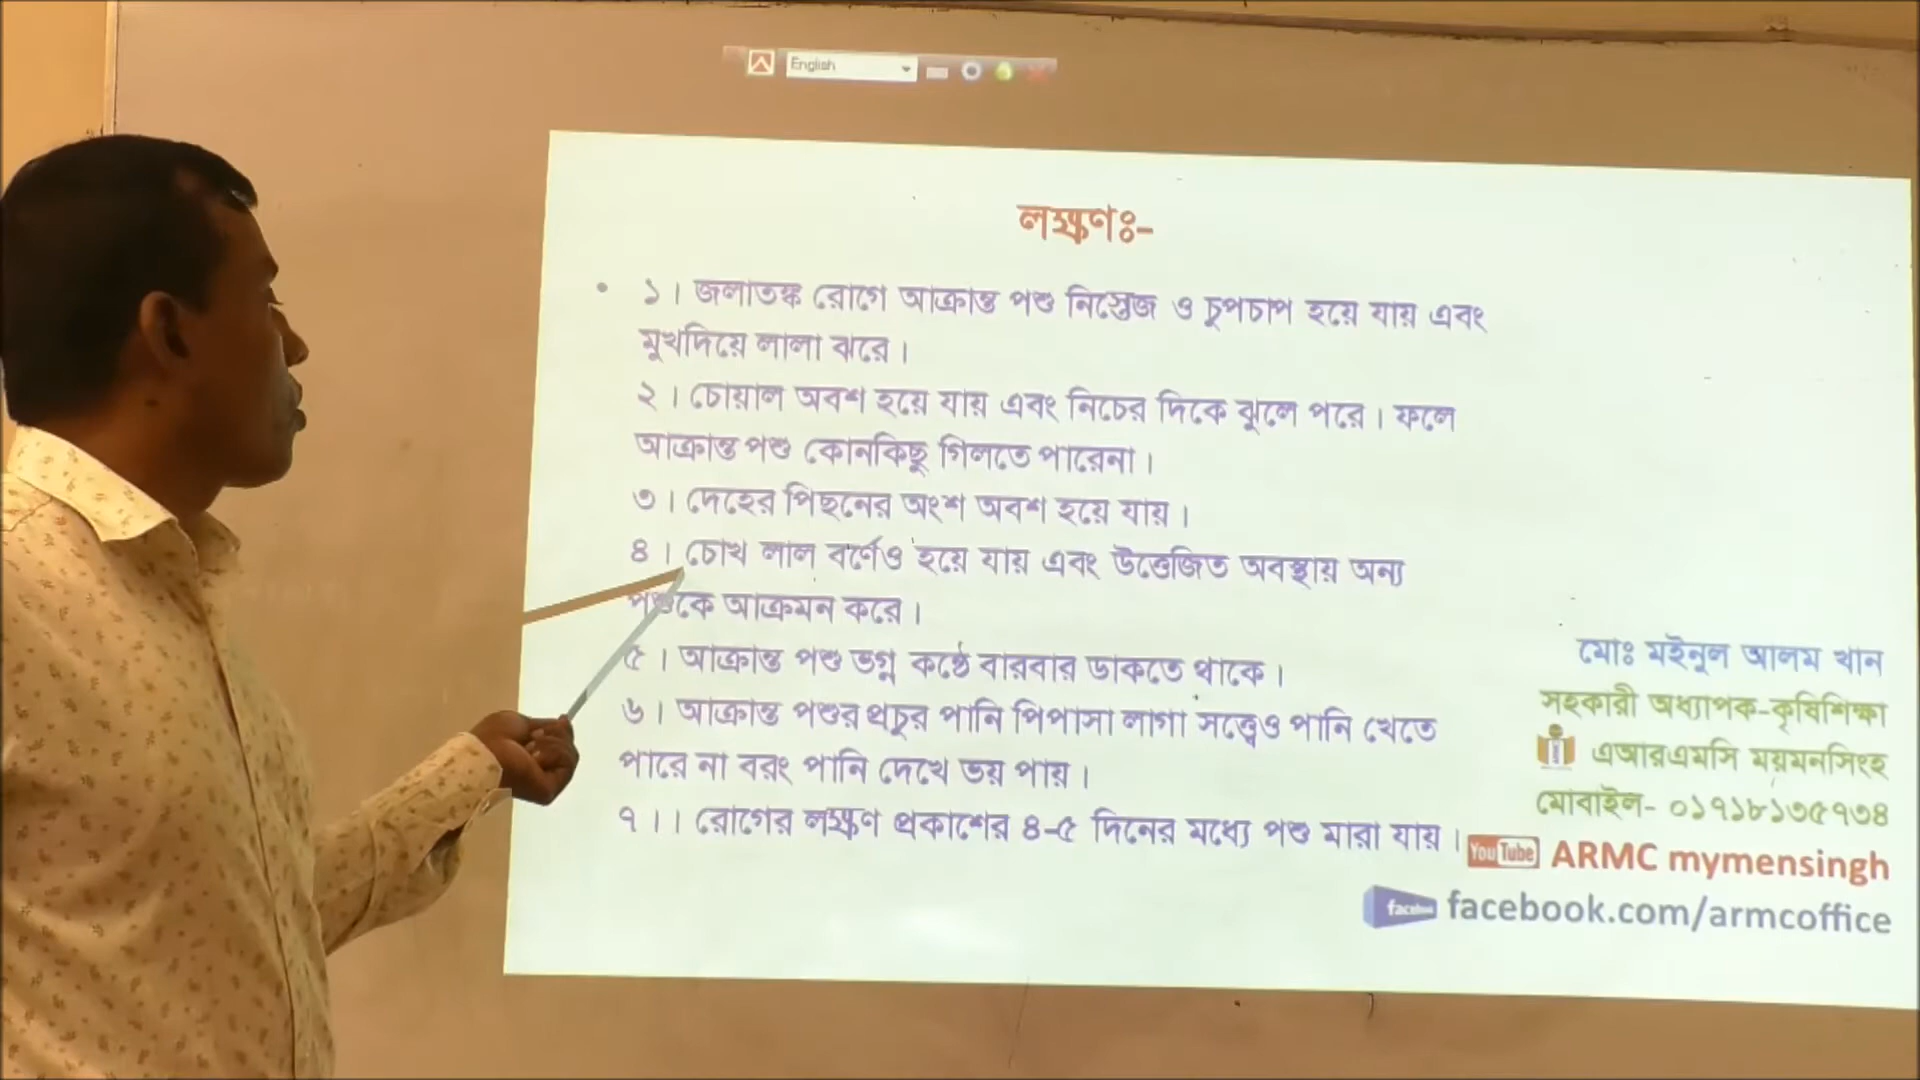 English
লক্ষণঃ-
• ১। জলাতঙ্ক রোগে আক্রান্ত পশু নিস্তেজ ও চুপচাপ হয়ে যায় এবং
মুখদিয়ে লালা ঝরে।
২। চোয়াল অবশ হয়ে যায় এবং নিচের দিকে ঝুলে পরে। ফলে
আক্রান্ত পশু কোনকিছু গিলতে পারেনা।
৩। দেহের পিছনের অংশ অবশ হয়ে যায়।
৪। চোখ লাল বর্ণেও হয়ে যায় এবং উত্তেজিত অবস্থায় অন্য
পশুকে আক্রমন করে।
৫। আক্রান্ত পশু ভগ্ন কণ্ঠে বারবার ডাকতে থাকে।
৬। আক্রান্ত পশুর প্রচুর পানি পিপাসা লাগা সত্ত্বেও পানি খেতে
পারে না বরং পানি দেখে ভয় পায়।
৭।। রোগের লক্ষণ প্রকাশের ৪-৫ দিনের মধ্যে পশু মারা যায়।
মোঃ মইনুল আলম খান
সহকারী অধ্যাপক-কৃষিশিক্ষা
এআরএমসি ময়মনসিংহ
মোবাইল- ০১৭১৮১৩৫৭৩৪
YouTube ARMC mymensingh
facebook facebook.com/armcoffice